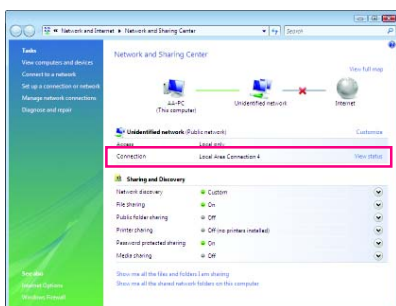 « Network and Internet ▸ Network and Sharing Center
Search
Tasks
View computers and devices
Connect to a network
Set up a connection or network
Manage network connections
Diagnose and repair
Network and Sharing Center
View full map
AA-PC
(This computer)
Unidentified network
Internet
Unidentified network (Public network)
Customize
Access
Local only
Connection
Local Area Connection 4
View status
Sharing and Discovery
Network discovery
Custom
File sharing
On
Public folder sharing
Off
Printer sharing
Off (no printers installed)
Password protected sharing
On
Media sharing
Off
Show me all the files and folders I am sharing
Show me all the shared network folders on this computer
See also
Internet Options
Windows Firewall